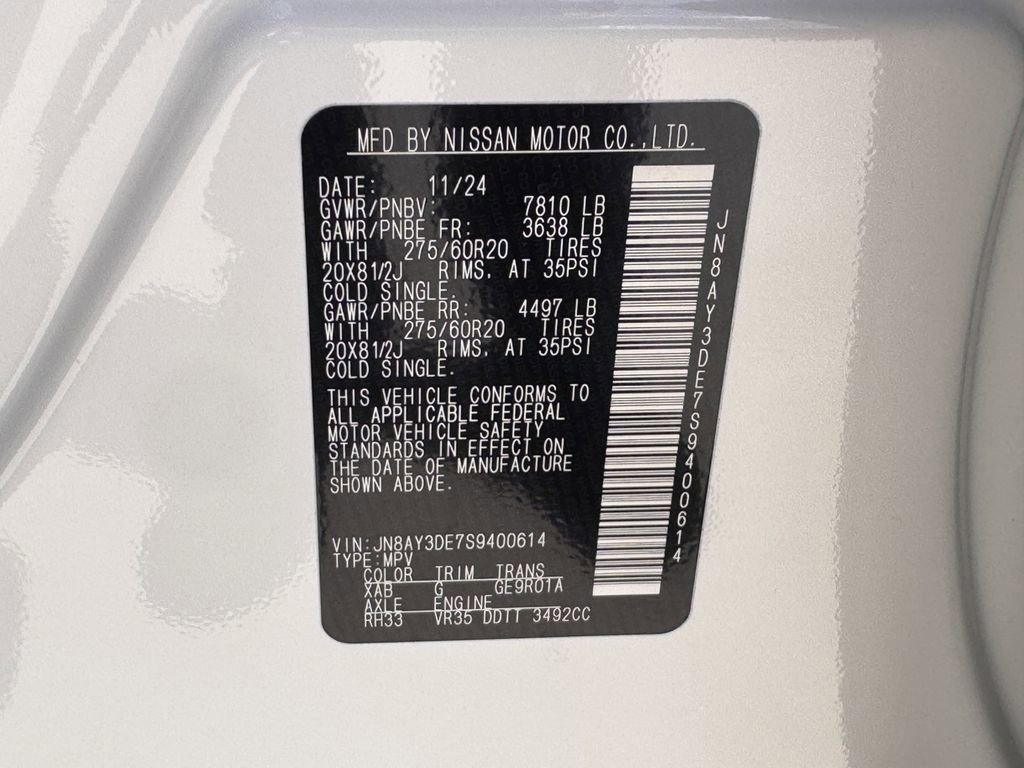 MFD BY NISSAN MOTOR CO.,LTD.
DATE: 11/24
GVWR/PNBV: 7810 LB
GAWR/PNBE FR: 3638 LB
WITH 275/60R20 TIRES
20X81/2J RIMS. AT 35PSI
COLD SINGLE.
GAWR/PNBE RR: 4497 LB
WITH 275/60R20 TIRES
20X81/2J RIMS. AT 35PSI
COLD SINGLE.
THIS VEHICLE CONFORMS TO
ALL APPLICABLE FEDERAL
MOTOR VEHICLE SAFETY
STANDARDS IN EFFECT ON
THE DATE OF MANUFACTURE
SHOWN ABOVE.
VIN:JN8AY3DE7S9400614
TYPE:MPV
COLOR TRIM TRANS
XAB G GE9R01A
AXLE ENGINE
RH33 VR35 DDTT 3492CC
JN8AY3DE7S9400614